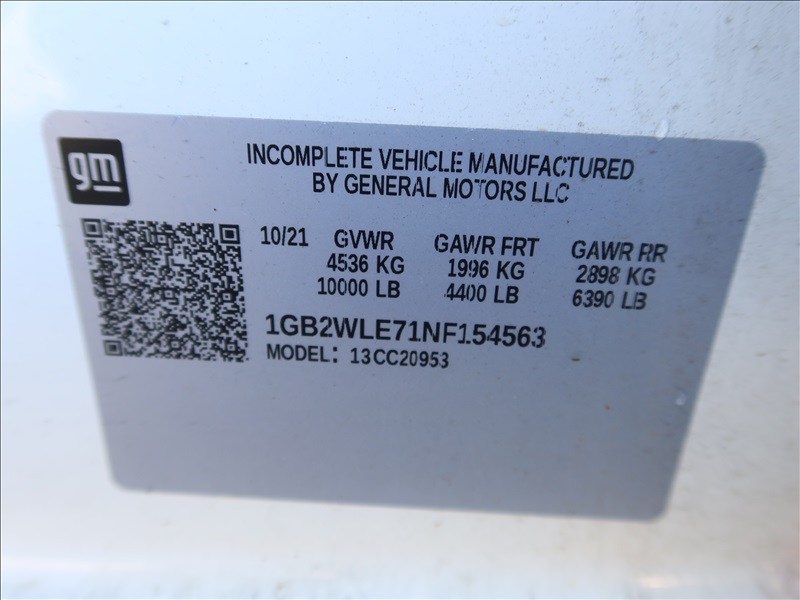 gm
INCOMPLETE VEHICLE MANUFACTURED
BY GENERAL MOTORS LLC
10/21 GVWR GAWR FRT GAWR RR
4536 KG 1996 KG 2898 KG
10000 LB 4400 LB 6390 LB
1GB2WLE71NF154563
MODEL: 13CC20953